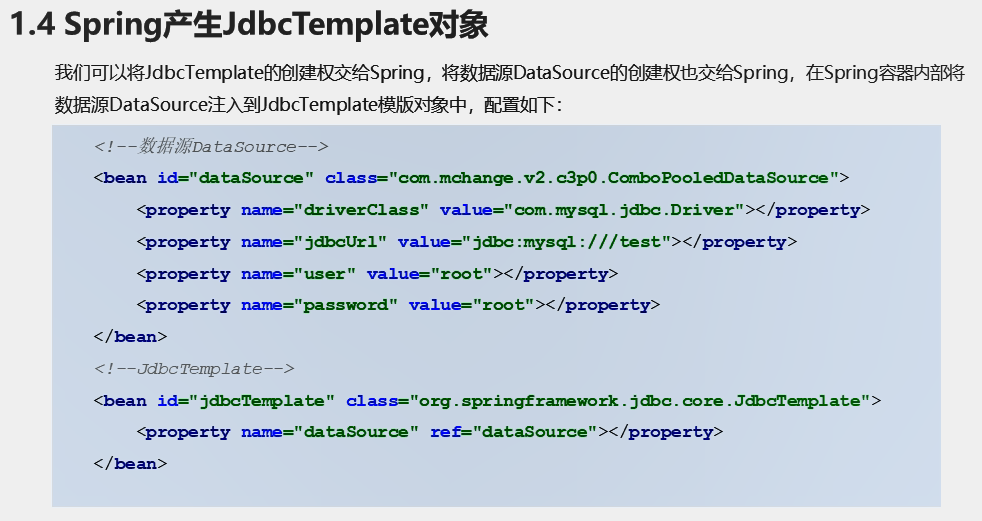 1.4 Spring产生JdbcTemplate对象
我们可以将JdbcTemplate的创建权交给Spring，将数据源DataSource的创建权也交给Spring，在Spring容器内部将
数据源DataSource注入到JdbcTemplate模版对象中，配置如下：
<!--数据源DataSource-->
<bean id="dataSource" class="com.mchange.v2.c3p0.ComboPooledDataSource">
<property name="driverClass" value="com.mysql.jdbc.Driver"></property>
<property name="jdbcUrl" value="jdbc:mysql:///test"></property>
<property name="user" value="root"></property>
<property name="password" value="root"></property>
</bean>
<!--JdbcTemplate-->
<bean id="jdbcTemplate" class="org.springframework.jdbc.core.JdbcTemplate">
<property name="dataSource" ref="dataSource"></property>
</bean>